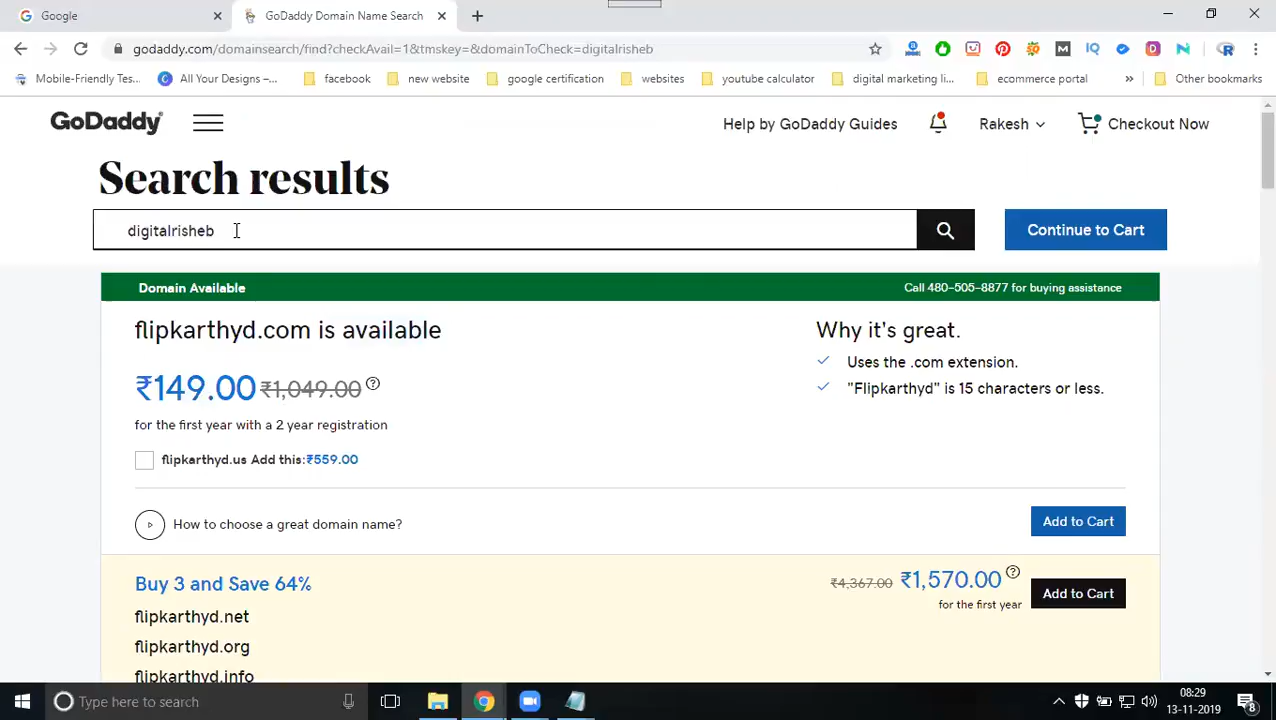 Google
GoDaddy Domain Name Search
godaddy.com/domainsearch/find?checkAvail=1&tmskey=&domainToCheck=digitalrisheb
Mobile-Friendly Tes...
All Your Designs –...
facebook
new website
google certification
websites
youtube calculator
digital marketing li...
ecommerce portal
»
Other bookmarks
GoDaddy
Help by GoDaddy Guides
Rakesh
Checkout Now
Search results
digitalrisheb
Continue to Cart
Domain Available
Call 480-505-8877 for buying assistance
flipkarthyd.com is available
Why it's great.
₹149.00 ₹1,049.00 ?
Uses the .com extension.
"Flipkarthyd" is 15 characters or less.
for the first year with a 2 year registration
flipkarthyd.us Add this:₹559.00
How to choose a great domain name?
Add to Cart
Buy 3 and Save 64%
₹4,367.00 ₹1,570.00 ?
for the first year
Add to Cart
flipkarthyd.net
flipkarthyd.org
flipkarthyd.info
Type here to search
08:29
13-11-2019
8